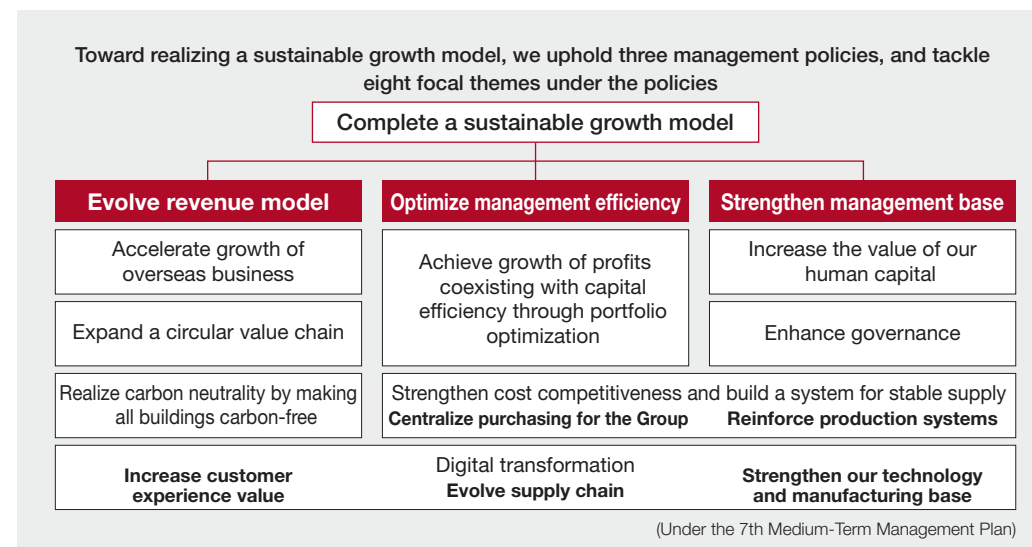 Toward realizing a sustainable growth model, we uphold three management policies, and tackle
eight focal themes under the policies
Complete a sustainable growth model
Evolve revenue model
Accelerate growth of
overseas business
Expand a circular value chain
Realize carbon neutrality by making
all buildings carbon-free
Optimize management efficiency
Achieve growth of profits
coexisting with capital
efficiency through portfolio
optimization
Strengthen management base
Increase the value of our
human capital
Enhance governance
Strengthen cost competitiveness and build a system for stable supply
Centralize purchasing for the Group
Reinforce production systems
Digital transformation
Increase customer
experience value
Evolve supply chain
Strengthen our technology
and manufacturing base
(Under the 7th Medium-Term Management Plan)